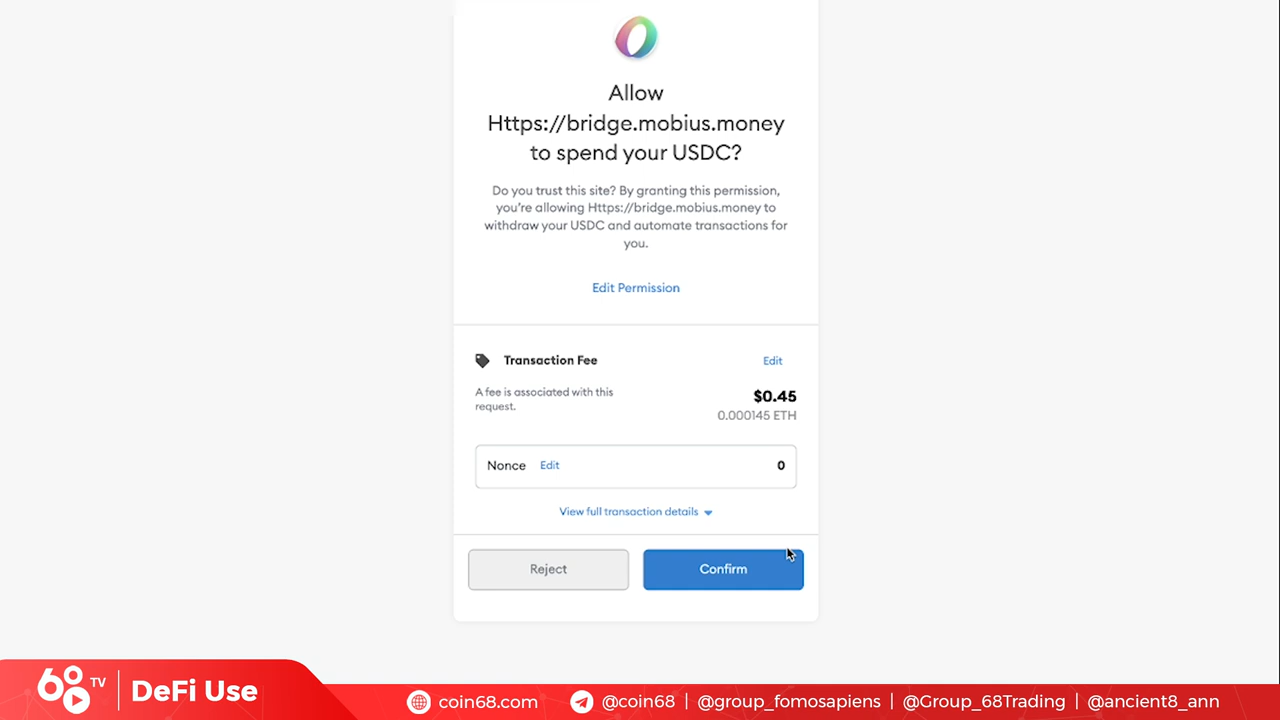 Allow
Https://bridge.mobius.money
to spend your USDC?
Do you trust this site? By granting this permission,
you're allowing Https://bridge.mobius.money to
withdraw your USDC and automate transactions for
you.
Edit Permission
Transaction Fee
Edit
A fee is associated with this
request.
$0.45
0.000145 ETH
Nonce Edit 0
View full transaction details
Reject
Confirm
68 TV
DeFi Use
coin68.com
@coin68 | @group_fomosapiens | @Group_68Trading | @ancient8_ann